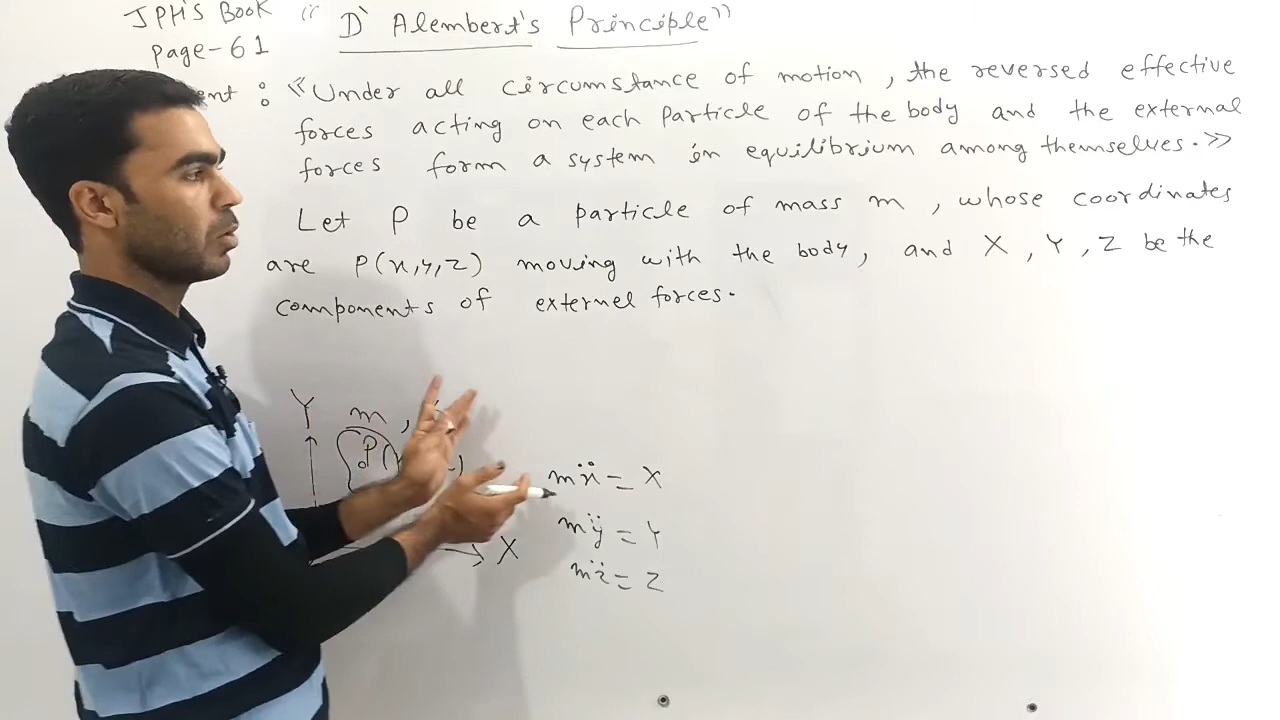 JPH'S BOOK " D' Alembert's Principle"
page-61
ent : «Under all circumstance of motion, the reversed effective
forces acting on each particle of the body and the external
forces form a system in equilibrium among themselves.»
Let P be a particle of mass m, whose coordinates
are P(x,y,z) moving with the body, and X, Y, Z be the
components of externel forces.
Y m,
P(
X
mẍ = X
mÿ = Y
mz̈ = Z